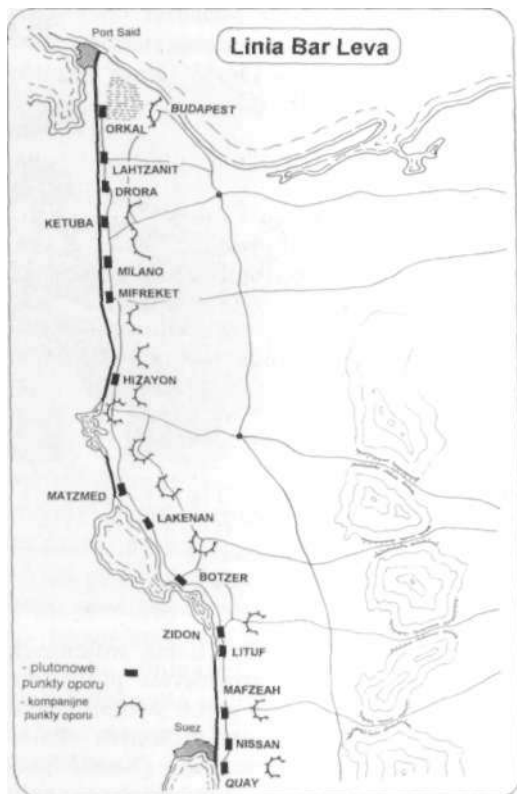 Port Said
Linia Bar Leva
BUDAPEST
ORKAL
LAHTZANIT
DRORA
KETUBA
MILANO
MIFREKET
HIZAYON
MATZMED
LAKENAN
BOTZER
ZIDON
LITUF
- plutonowe
punkty oporu
MAFZEAH
- kompanijne
punkty oporu
Suez
NISSAN
QUAY